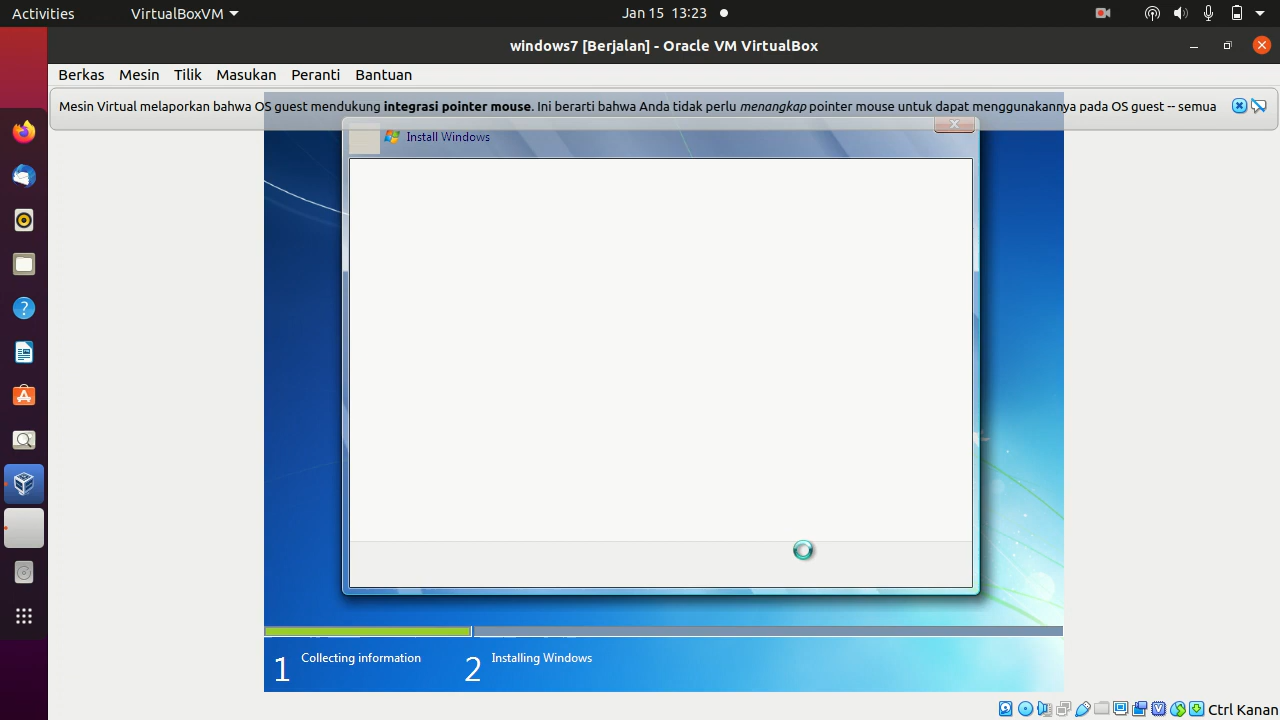 Activities VirtualBoxVM Jan 15 13:23
windows7 [Berjalan] - Oracle VM VirtualBox
Berkas Mesin Tilik Masukan Peranti Bantuan
Mesin Virtual melaporkan bahwa OS guest mendukung integrasi pointer mouse. Ini berarti bahwa Anda tidak perlu menangkap pointer mouse untuk dapat menggunakannya pada OS guest -- semua
Install Windows
1 Collecting information 2 Installing Windows
Ctrl Kanan